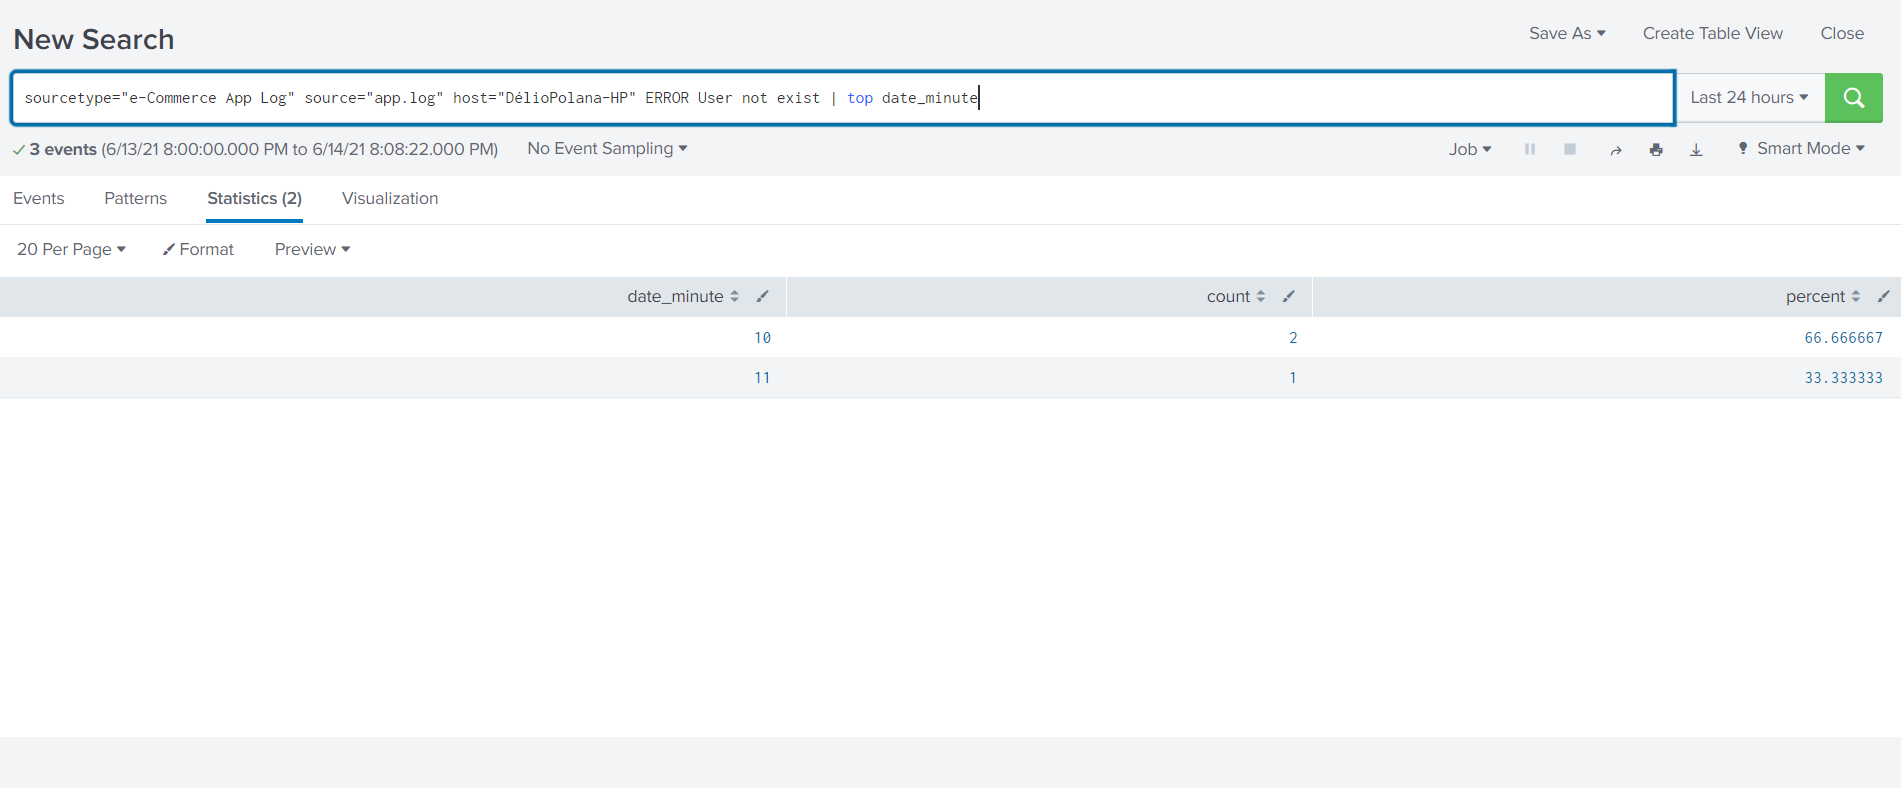 New Search
Save As
Create Table View
Close
sourcetype="e-Commerce App Log" source="app.log" host="DélioPolana-HP" ERROR User not exist | top date_minute
Last 24 hours
3 events (6/13/21 8:00:00.000 PM to 6/14/21 8:08:22.000 PM)
No Event Sampling
Job
Smart Mode
Events
Patterns
Statistics (2)
Visualization
20 Per Page
Format
Preview
date_minute
count
percent
10
2
66.666667
11
1
33.333333